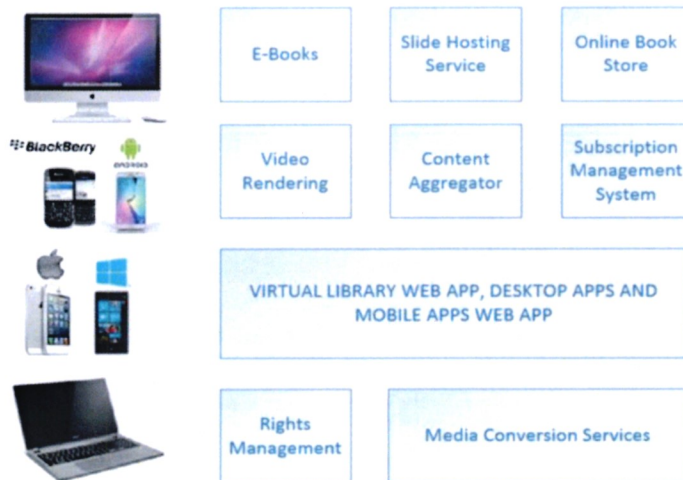 E-Books
Slide Hosting
Service
Online Book
Store
BlackBerry
ANDROID
Video
Rendering
Content
Aggregator
Subscription
Management
System
VIRTUAL LIBRARY WEB APP, DESKTOP APPS AND
MOBILE APPS WEB APP
Rights
Management
Media Conversion Services